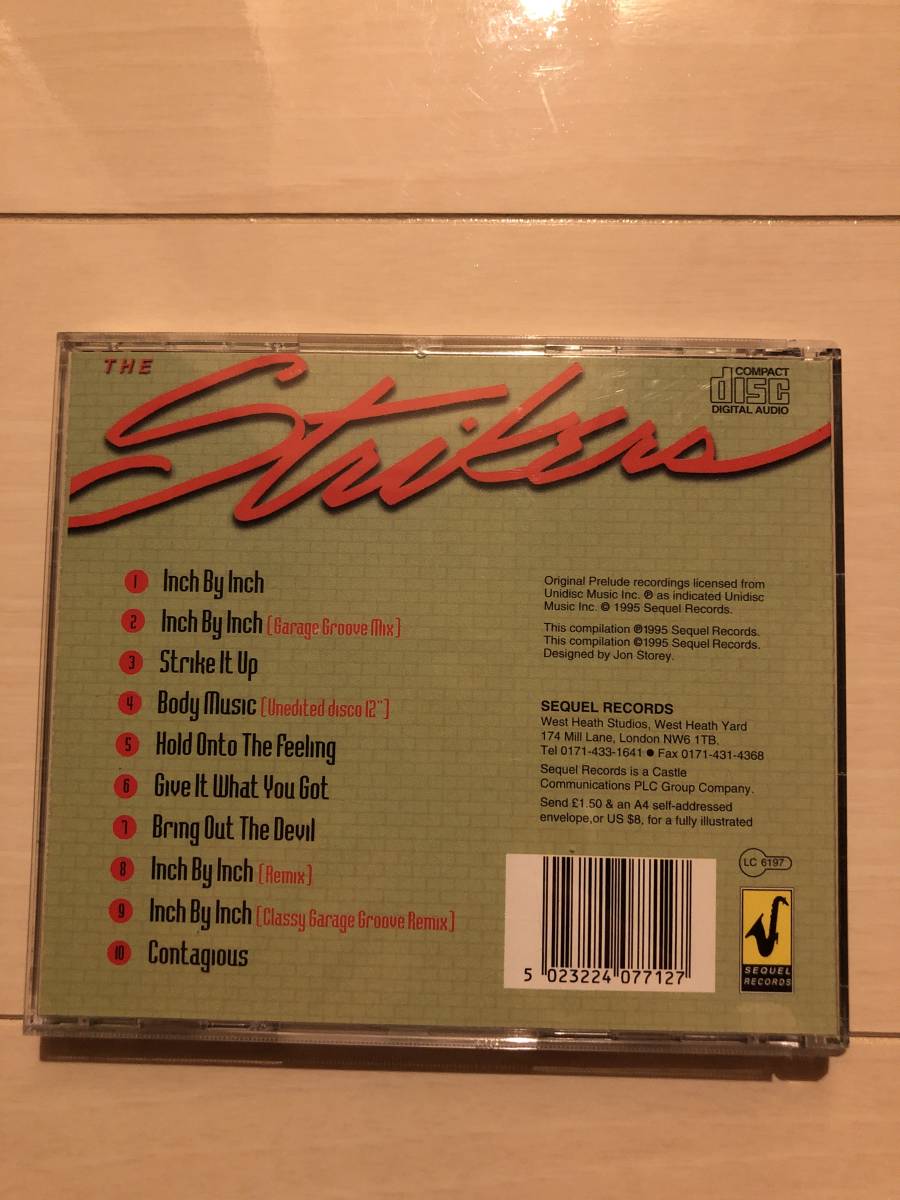 THE
Strikers
COMPACT
disc
DIGITAL AUDIO
1 Inch By Inch
2 Inch By Inch [Garage Groove Mix]
3 Strike It Up
4 Body Music [Unedited disco 12"]
5 Hold Onto The Feeling
6 Give It What You Got
7 Bring Out The Devil
8 Inch By Inch [Remix]
9 Inch By Inch [Classy Garage Groove Remix]
10 Contagious
Original Prelude recordings licensed from
Unidisc Music Inc. ℗ as indicated Unidisc
Music Inc. © 1995 Sequel Records.
This compilation ℗1995 Sequel Records.
This compilation ©1995 Sequel Records.
Designed by Jon Storey.
SEQUEL RECORDS
West Heath Studios, West Heath Yard
174 Mill Lane, London NW6 1TB.
Tel 0171-433-1641 ● Fax 0171-431-4368
Sequel Records is a Castle
Communications PLC Group Company.
Send £1.50 & an A4 self-addressed
envelope,or US $8, for a fully illustrated
LC 6197
5 023224 077127
SEQUEL
RECORDS